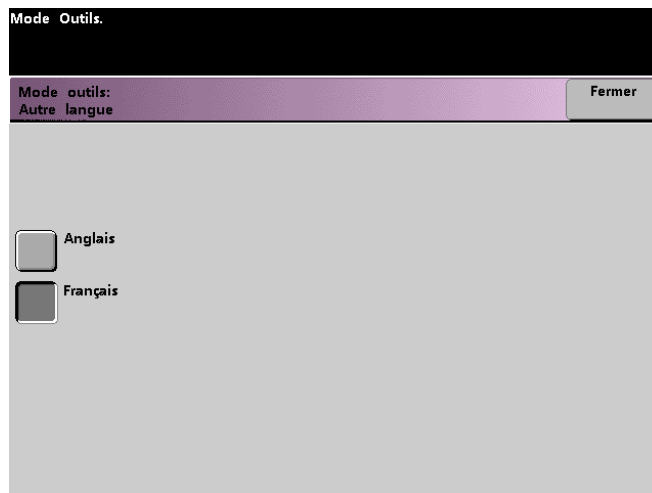 Mode Outils.
Mode outils:
Autre langue
Fermer
Anglais
Français